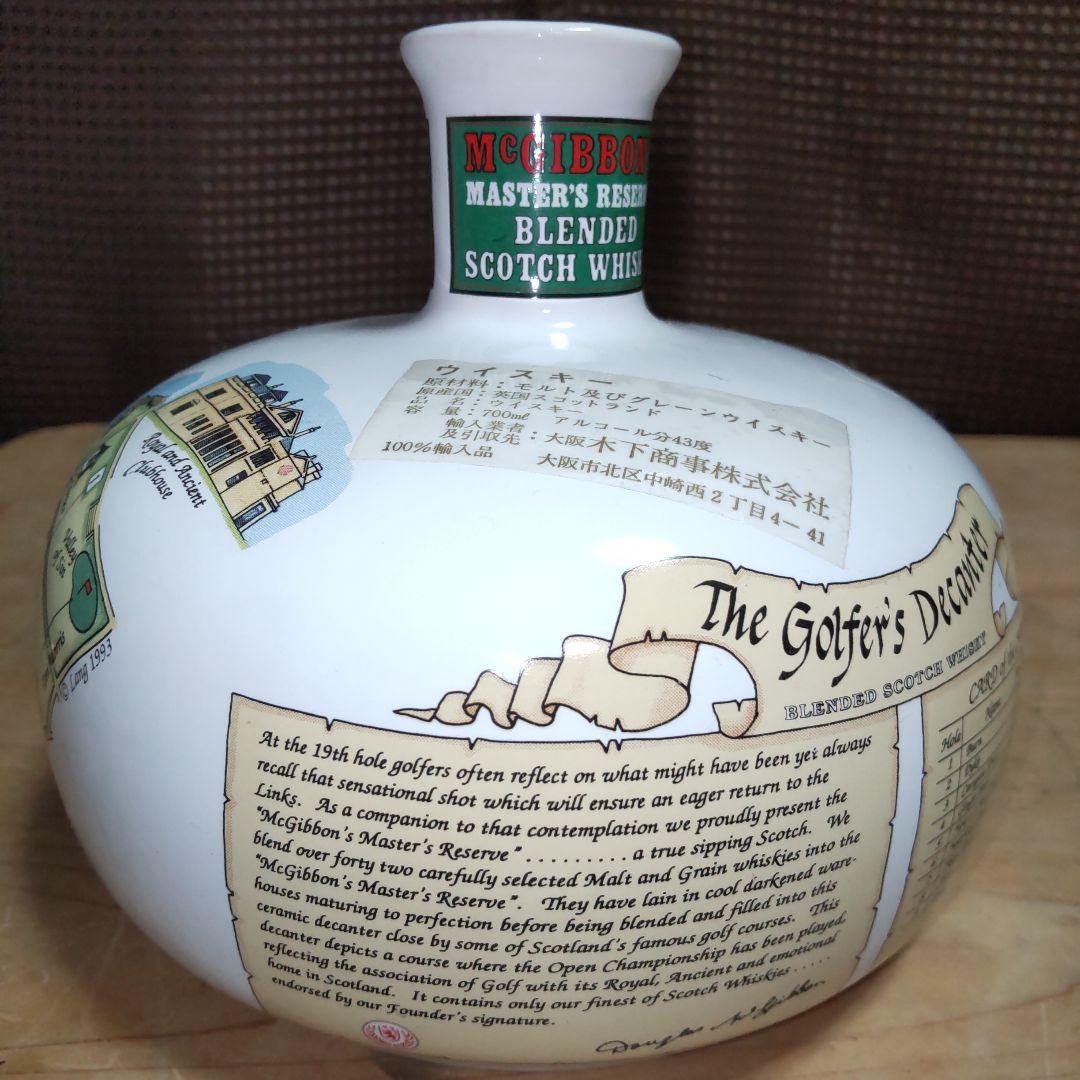 McGIBBON
MASTER'S
BLENDED
SCOTCH
ウイスキー
原材料：モルト及びグレーンウイスキー
原産国：英国スコットランド
品 名：ウイスキー
容 量：700mℓ アルコール分43度
輸入業者
及引取先：大阪木下商事株式会社
100%輸入品 大阪市北区中崎西2丁目4-41
Royal and Ancient
Clubhouse
Valley
of Sin
© Lang 1993
The Golfer's Decanter
BLENDED SCOTCH WHISKY
CARD of
Hole
1
2
3
4
At the 19th hole golfers often reflect on what might have been yet always
recall that sensational shot which will ensure an eager return to the
Links. As a companion to that contemplation we proudly present the
"McGibbon's Master's Reserve" .......... a true sipping Scotch. We
blend over forty two carefully selected Malt and Grain whiskies into the
"McGibbon's Master's Reserve". They have lain in cool darkened ware-
houses maturing to perfection before being blended and filled into this
ceramic decanter close by some of Scotland's famous golf courses. This
decanter depicts a course where the Open Championship has been played,
reflecting the association of Golf with its Royal, Ancient and emotional
home in Scotland. It contains only our finest of Scotch Whiskies .....
endorsed by our Founder's signature.
Douglas McGibbon